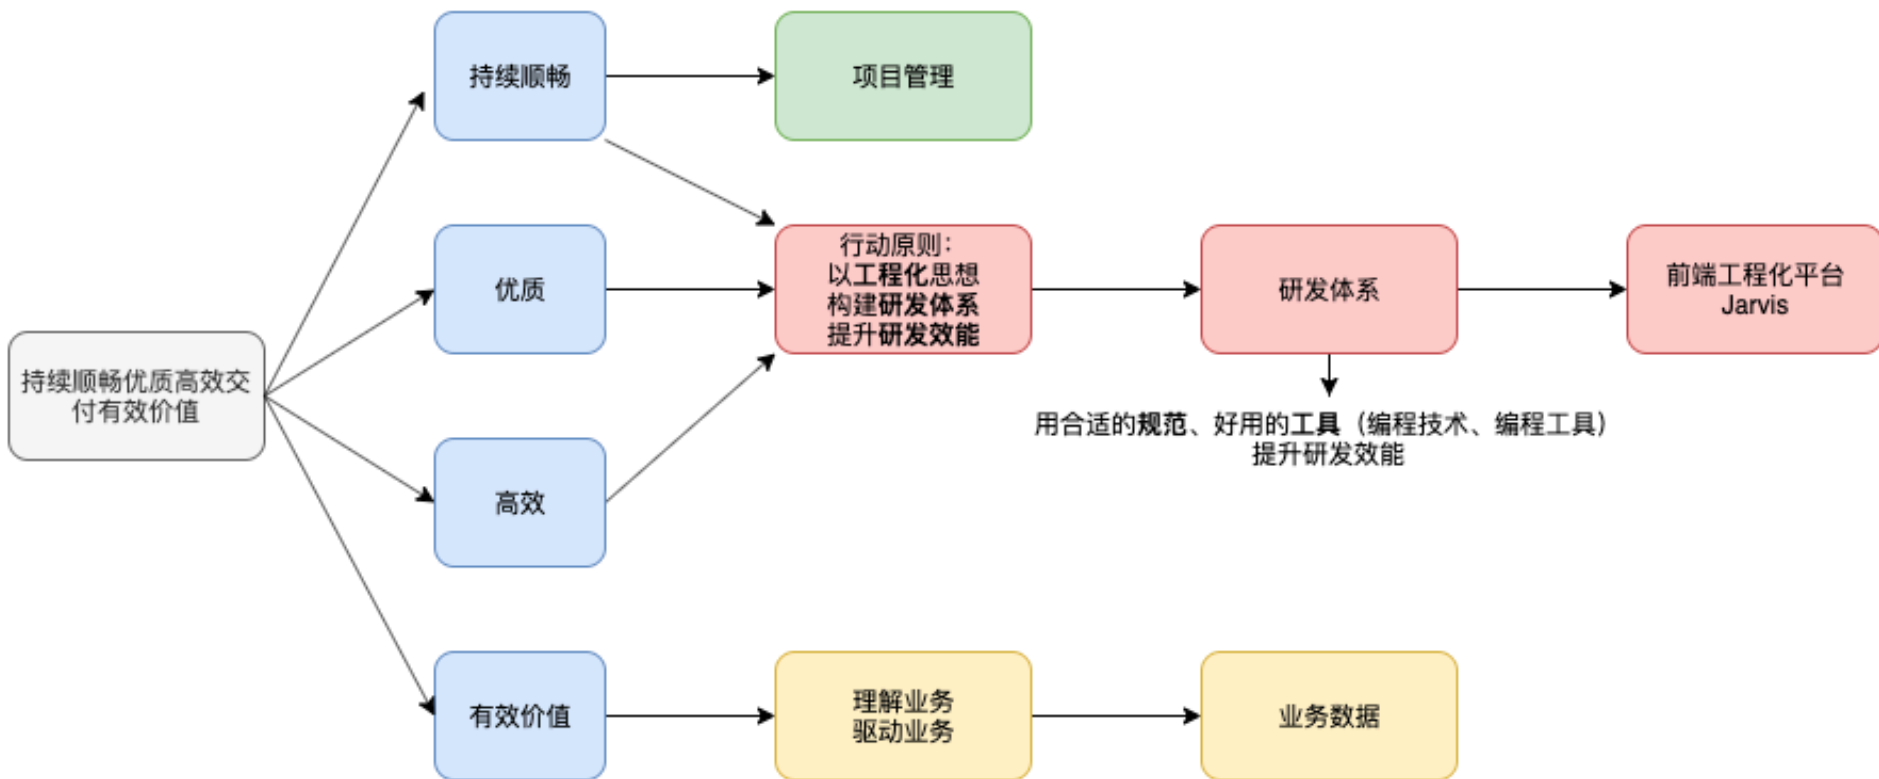 持续顺畅
项目管理
优质
行动原则：
以工程化思想
构建研发体系
提升研发效能
研发体系
前端工程化平台
Jarvis
持续顺畅优质高效交
付有效价值
用合适的规范、好用的工具（编程技术、编程工具）
提升研发效能
高效
有效价值
理解业务
驱动业务
业务数据